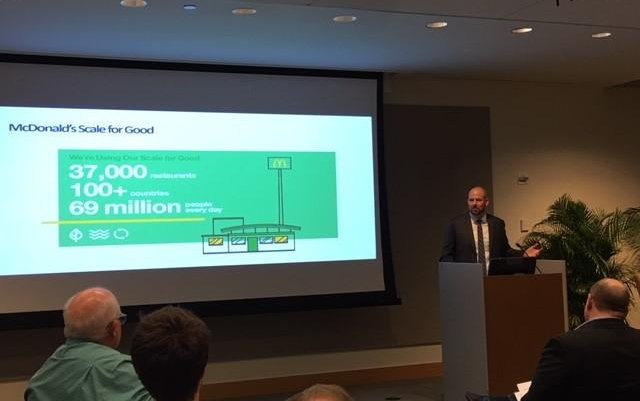 McDonald's Scale for Good
We're Using Our Scale for Good
37,000 restaurants
100+ countries
69 million people every day